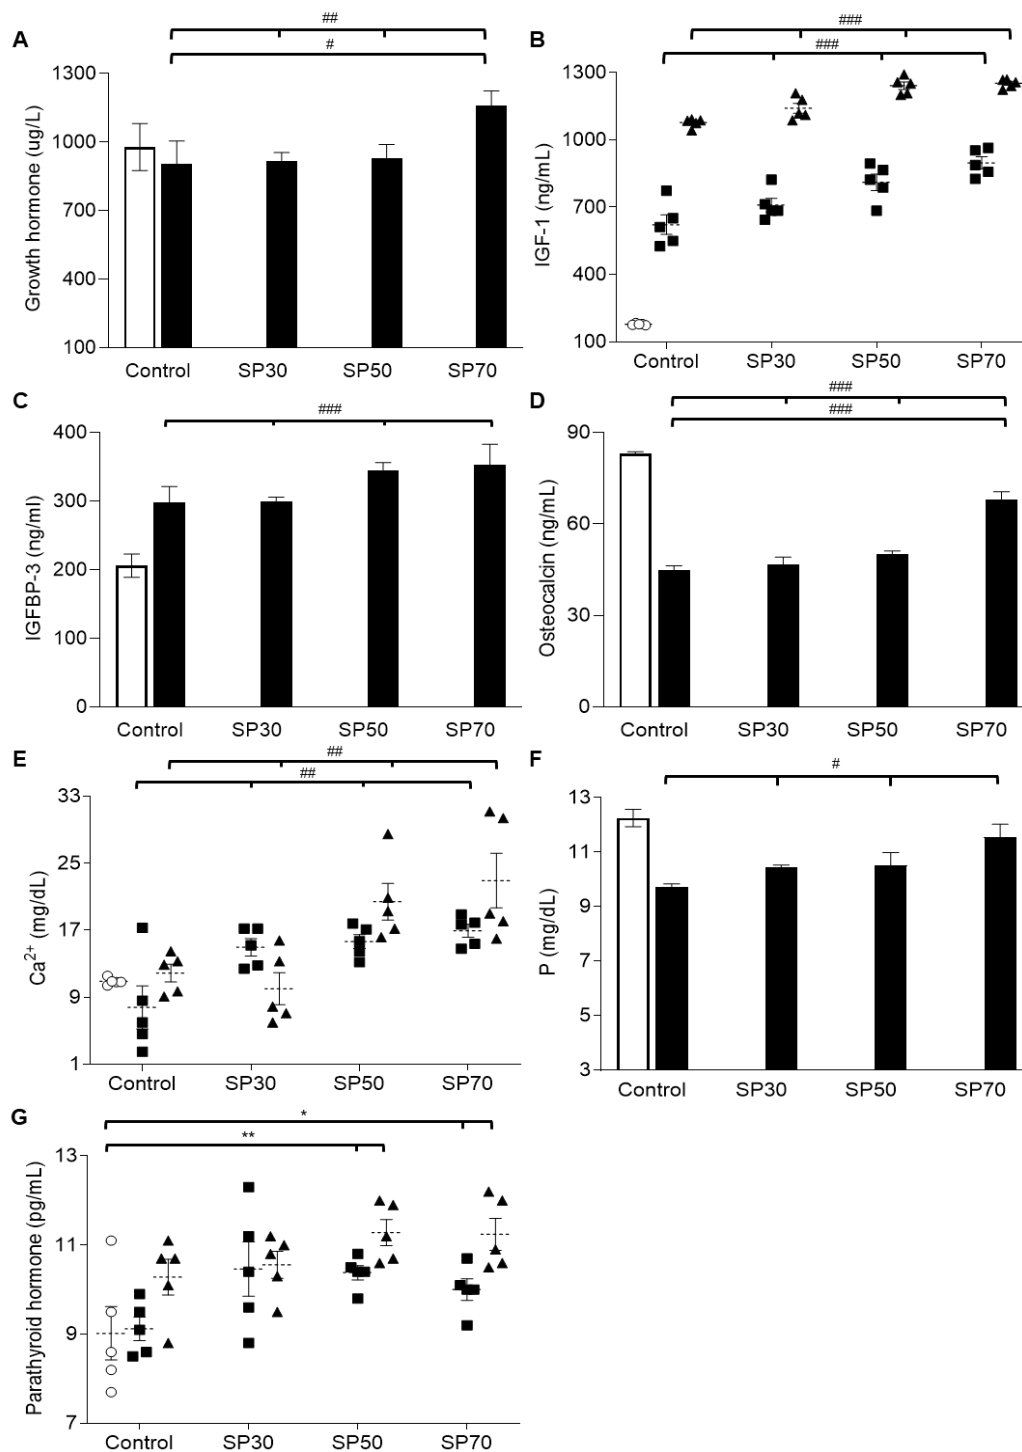 A
##
#
Growth hormone (ug/L)
1300
1000
700
400
100
Control SP30 SP50 SP70
B
###
###
IGF-1 (ng/mL)
1300
1000
700
400
100
Control SP30 SP50 SP70
C
###
IGFBP-3 (ng/ml)
400
300
200
100
0
Control SP30 SP50 SP70
D
###
###
Osteocalcin (ng/mL)
90
60
30
0
Control SP30 SP50 SP70
E
##
##
Ca2+ (mg/dL)
33
25
17
9
1
Control SP30 SP50 SP70
F
#
P (mg/dL)
13
11
9
7
5
3
Control SP30 SP50 SP70
G
*
**
Parathyroid hormone (pg/mL)
13
11
9
7
Control SP30 SP50 SP70